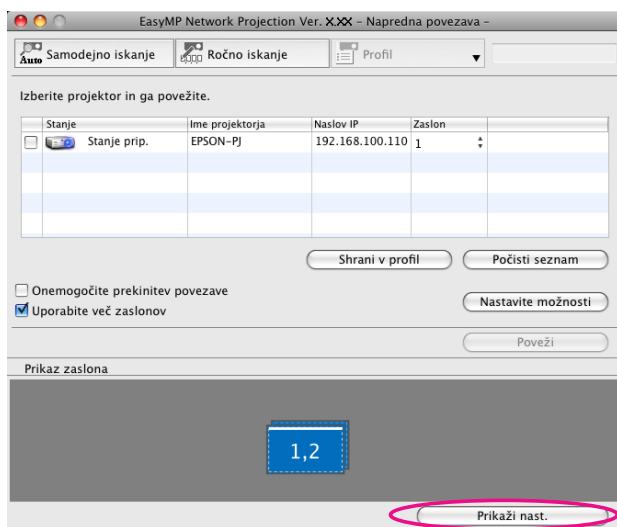 EasyMP Network Projection Ver. X.XX – Napredna povezava –
Auto Samodejno iskanje Ročno iskanje Profil
Izberite projektor in ga povežite.
Stanje Ime projektorja Naslov IP Zaslon
Stanje prip. EPSON-PJ 192.168.100.110 1
Shrani v profil Počisti seznam
Onemogočite prekinitev povezave
Uporabite več zaslonov
Nastavite možnosti
Poveži
Prikaz zaslona
1,2
Prikaži nast.